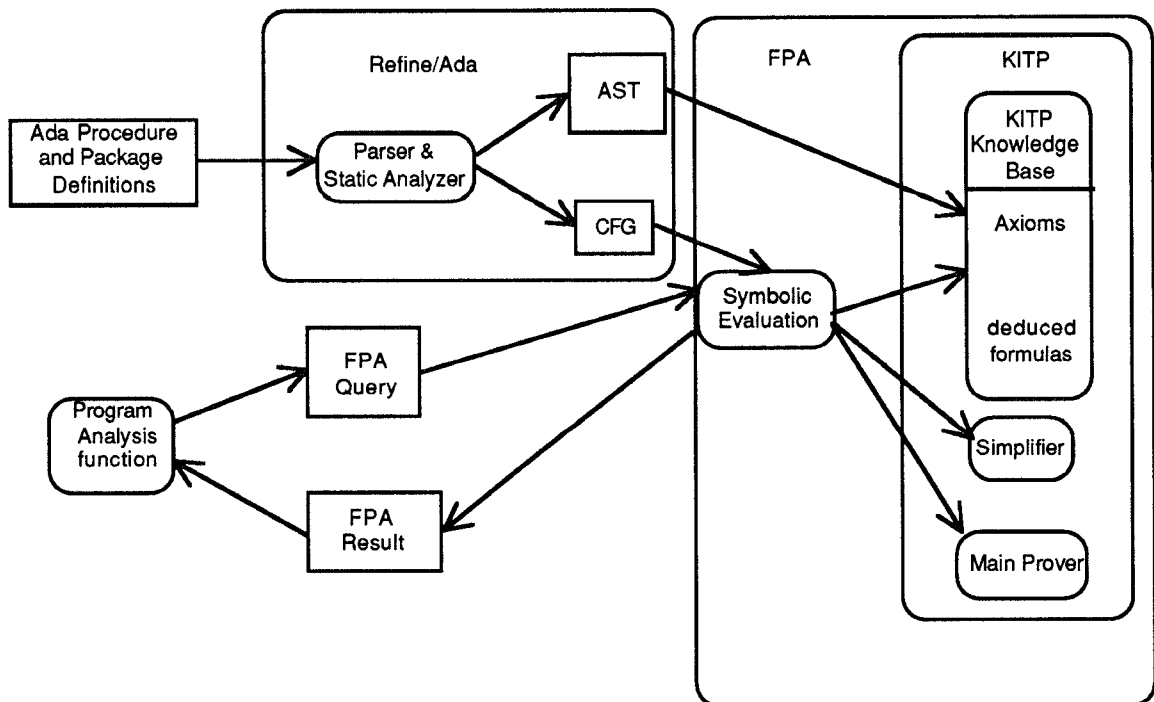 Refine/Ada
FPA
KITP
AST
Ada Procedure
and Package
Definitions
Parser &
Static Analyzer
CFG
KITP
Knowledge
Base
Axioms
deduced
formulas
Symbolic
Evaluation
FPA
Query
Program
Analysis
function
FPA
Result
Simplifier
Main Prover